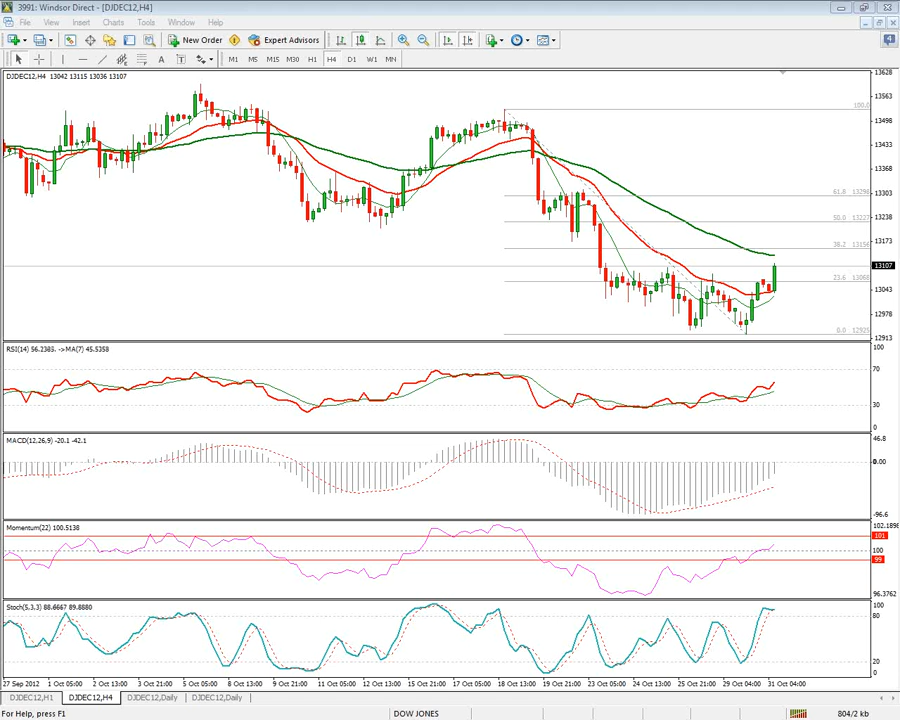 3991: Windsor Direct - [DJDEC12,H4]
File View Insert Charts Tools Window Help
New Order Expert Advisors
A T M1 M5 M15 M30 H1 H4 D1 W1 MN
DJDEC12,H4 13042 13115 13036 13107
13628
13563
13498
13433
13368
13303
13238
13173
13107
13043
12978
12913
100.0
61.8 13298
50.0 13227
38.2 13156
23.6 13068
0.0 12925
RSI(14) 56.2385, ->MA(7) 45.5358
100
70
30
0
MACD(12,26,9) -20.1 -42.1
46.8
0.00
-96.6
Momentum(22) 100.5138
102.1898
101
100
99
96.3762
Stoch(5,3,3) 88.6667 89.8880
100
80
20
0
27 Sep 2012 1 Oct 05:00 2 Oct 13:00 3 Oct 21:00 5 Oct 05:00 8 Oct 13:00 9 Oct 21:00 11 Oct 05:00 12 Oct 13:00 15 Oct 21:00 17 Oct 05:00 18 Oct 13:00 19 Oct 21:00 23 Oct 05:00 24 Oct 13:00 25 Oct 21:00 29 Oct 04:00 31 Oct 04:00
DJDEC12,H1 DJDEC12,H4 DJDEC12,Daily DJDEC12,Daily
For Help, press F1 DOW JONES 804/2 kb